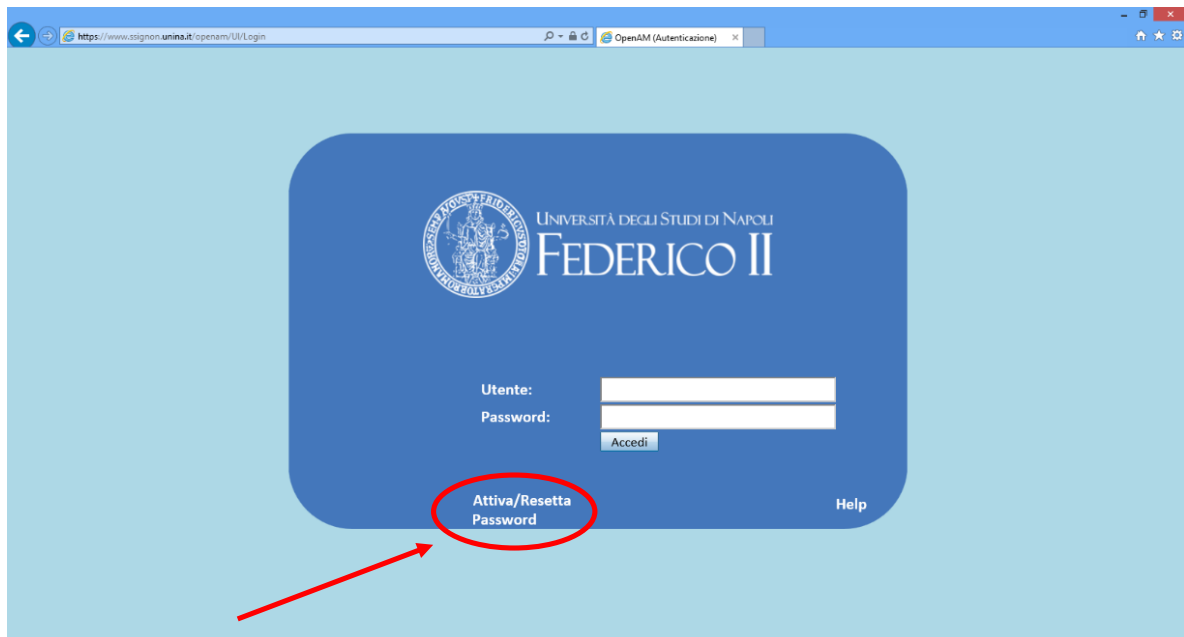 https://www.ssignon.unina.it/openam/UI/Login
OpenAM (Autenticazione)
UNIVERSITÀ DEGLI STUDI DI NAPOLI
FEDERICO II
Utente:
Password:
Accedi
Attiva/Resetta
Password
Help